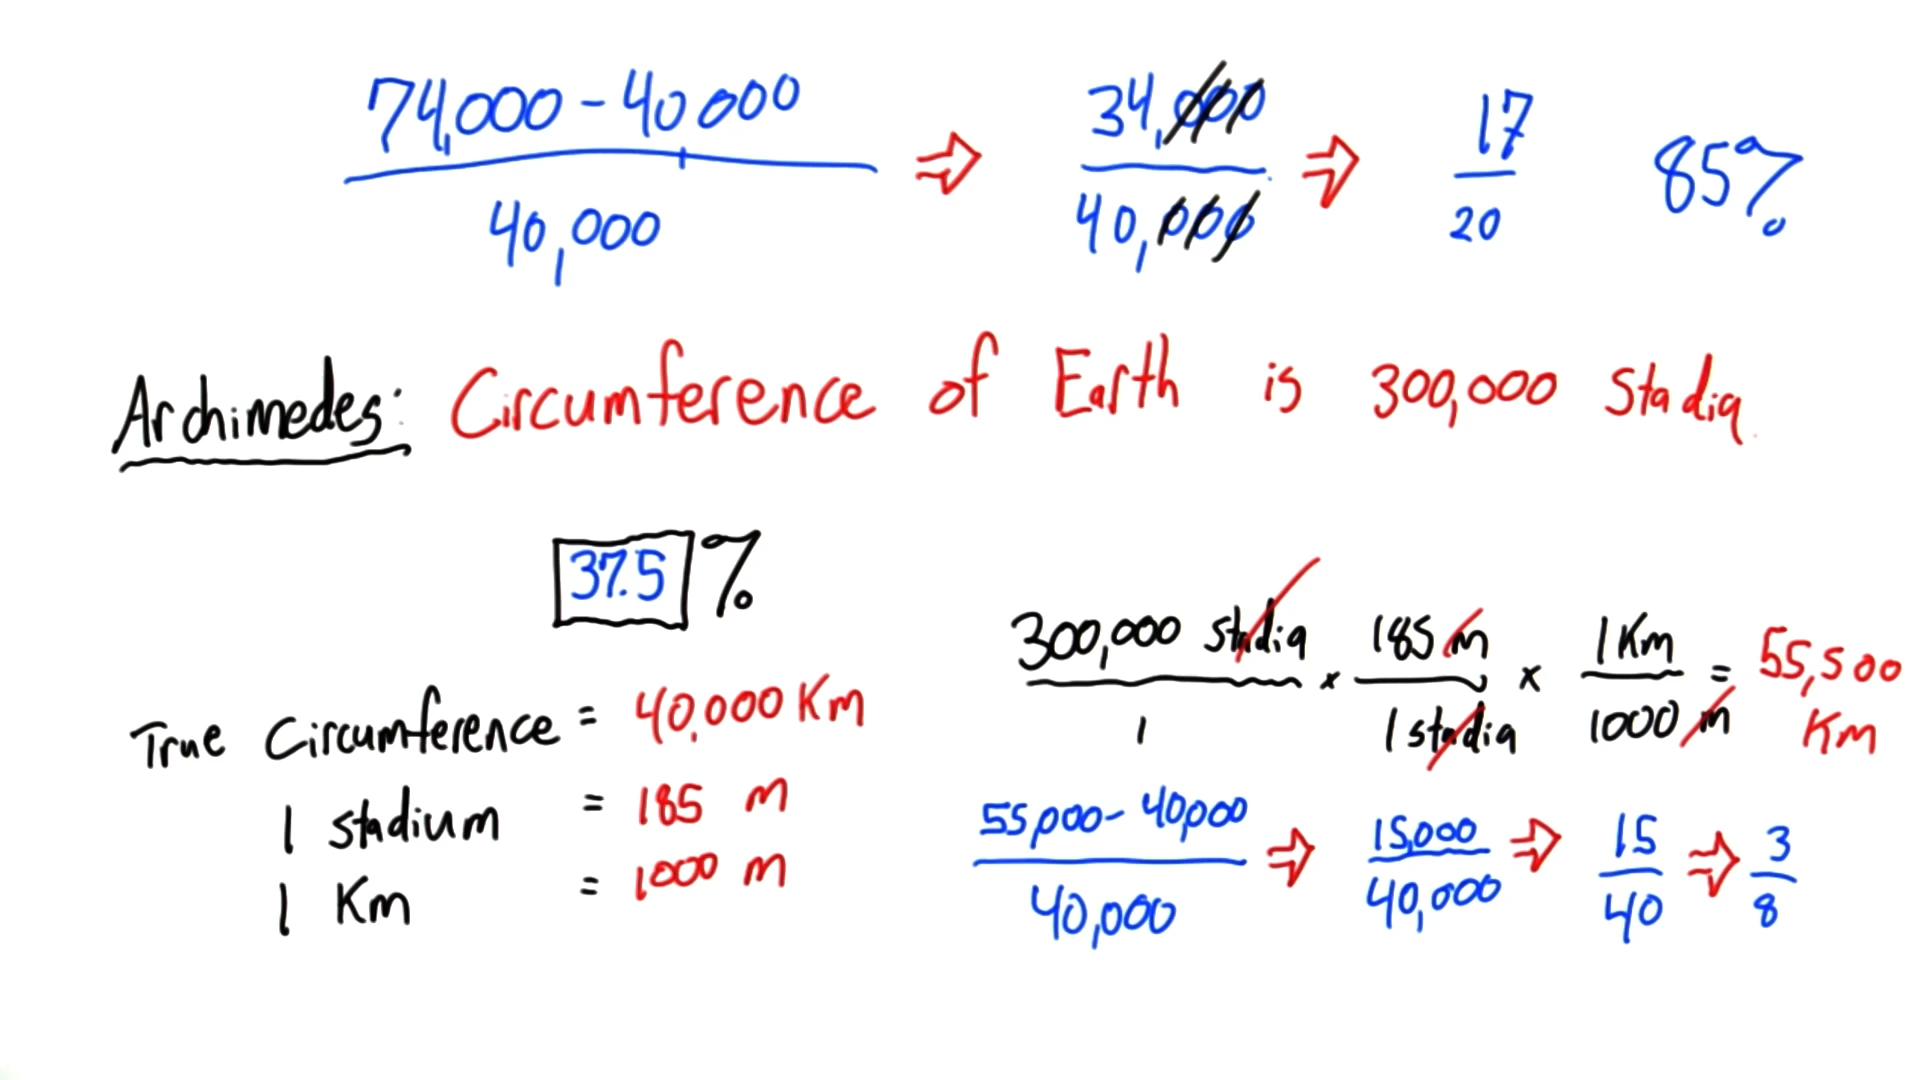 74,000 - 40,000 / 40,000 ⇒ 34,000 / 40,000 ⇒ 17 / 20 85%
Archimedes: Circumference of Earth is 300,000 Stadia
37.5 %
300,000 stadia / 1 x 185 m / 1 stadia x 1 Km / 1000 m = 55,500 Km
True Circumference = 40,000 Km
1 stadium = 185 m
1 Km = 1000 m
55,000 - 40,000 / 40,000 ⇒ 15,000 / 40,000 ⇒ 15 / 40 ⇒ 3 / 8